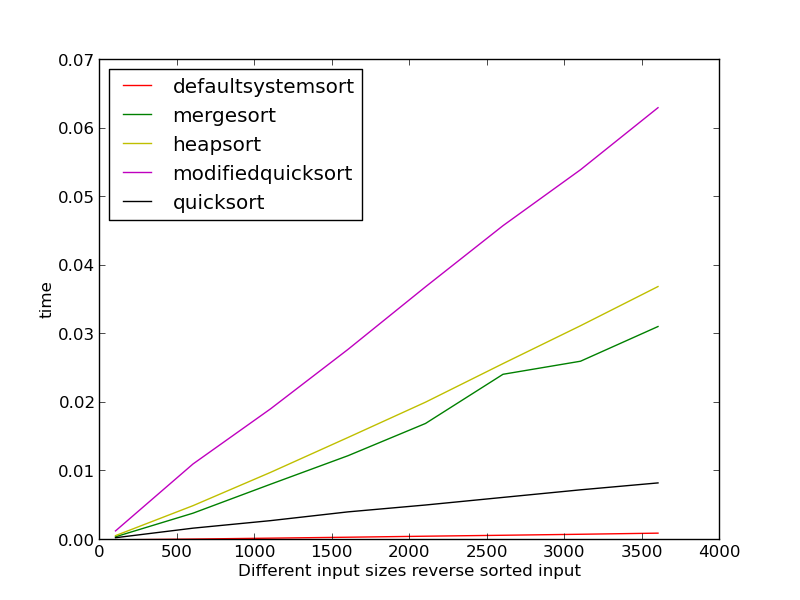 0.07
0.06
0.05
0.04
0.03
0.02
0.01
0.00
time
defaultsystemsort
mergesort
heapsort
modifiedquicksort
quicksort
0 500 1000 1500 2000 2500 3000 3500 4000
Different input sizes reverse sorted input